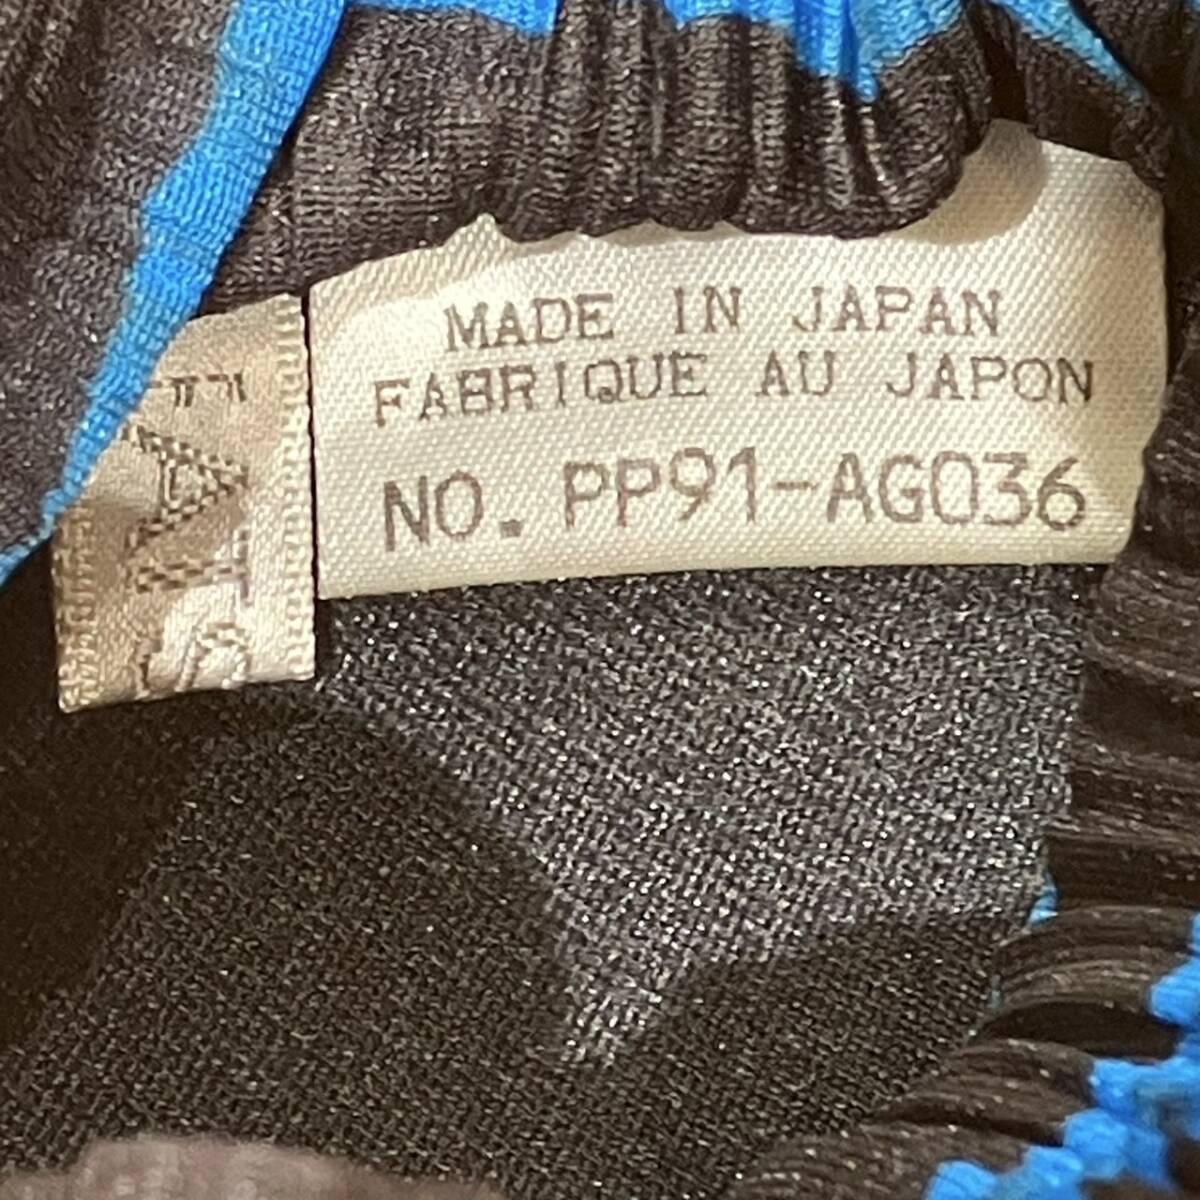 MADE IN JAPAN
FABRIQUE AU JAPON
NO. PP91-AG036